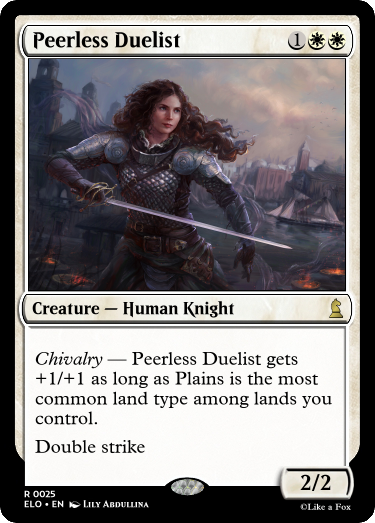 Peerless Duelist 1
Creature — Human Knight
Chivalry — Peerless Duelist gets
+1/+1 as long as Plains is the most
common land type among lands you
control.
Double strike
2/2
R 0025
ELO • EN Lily Abdullina
©Like a Fox